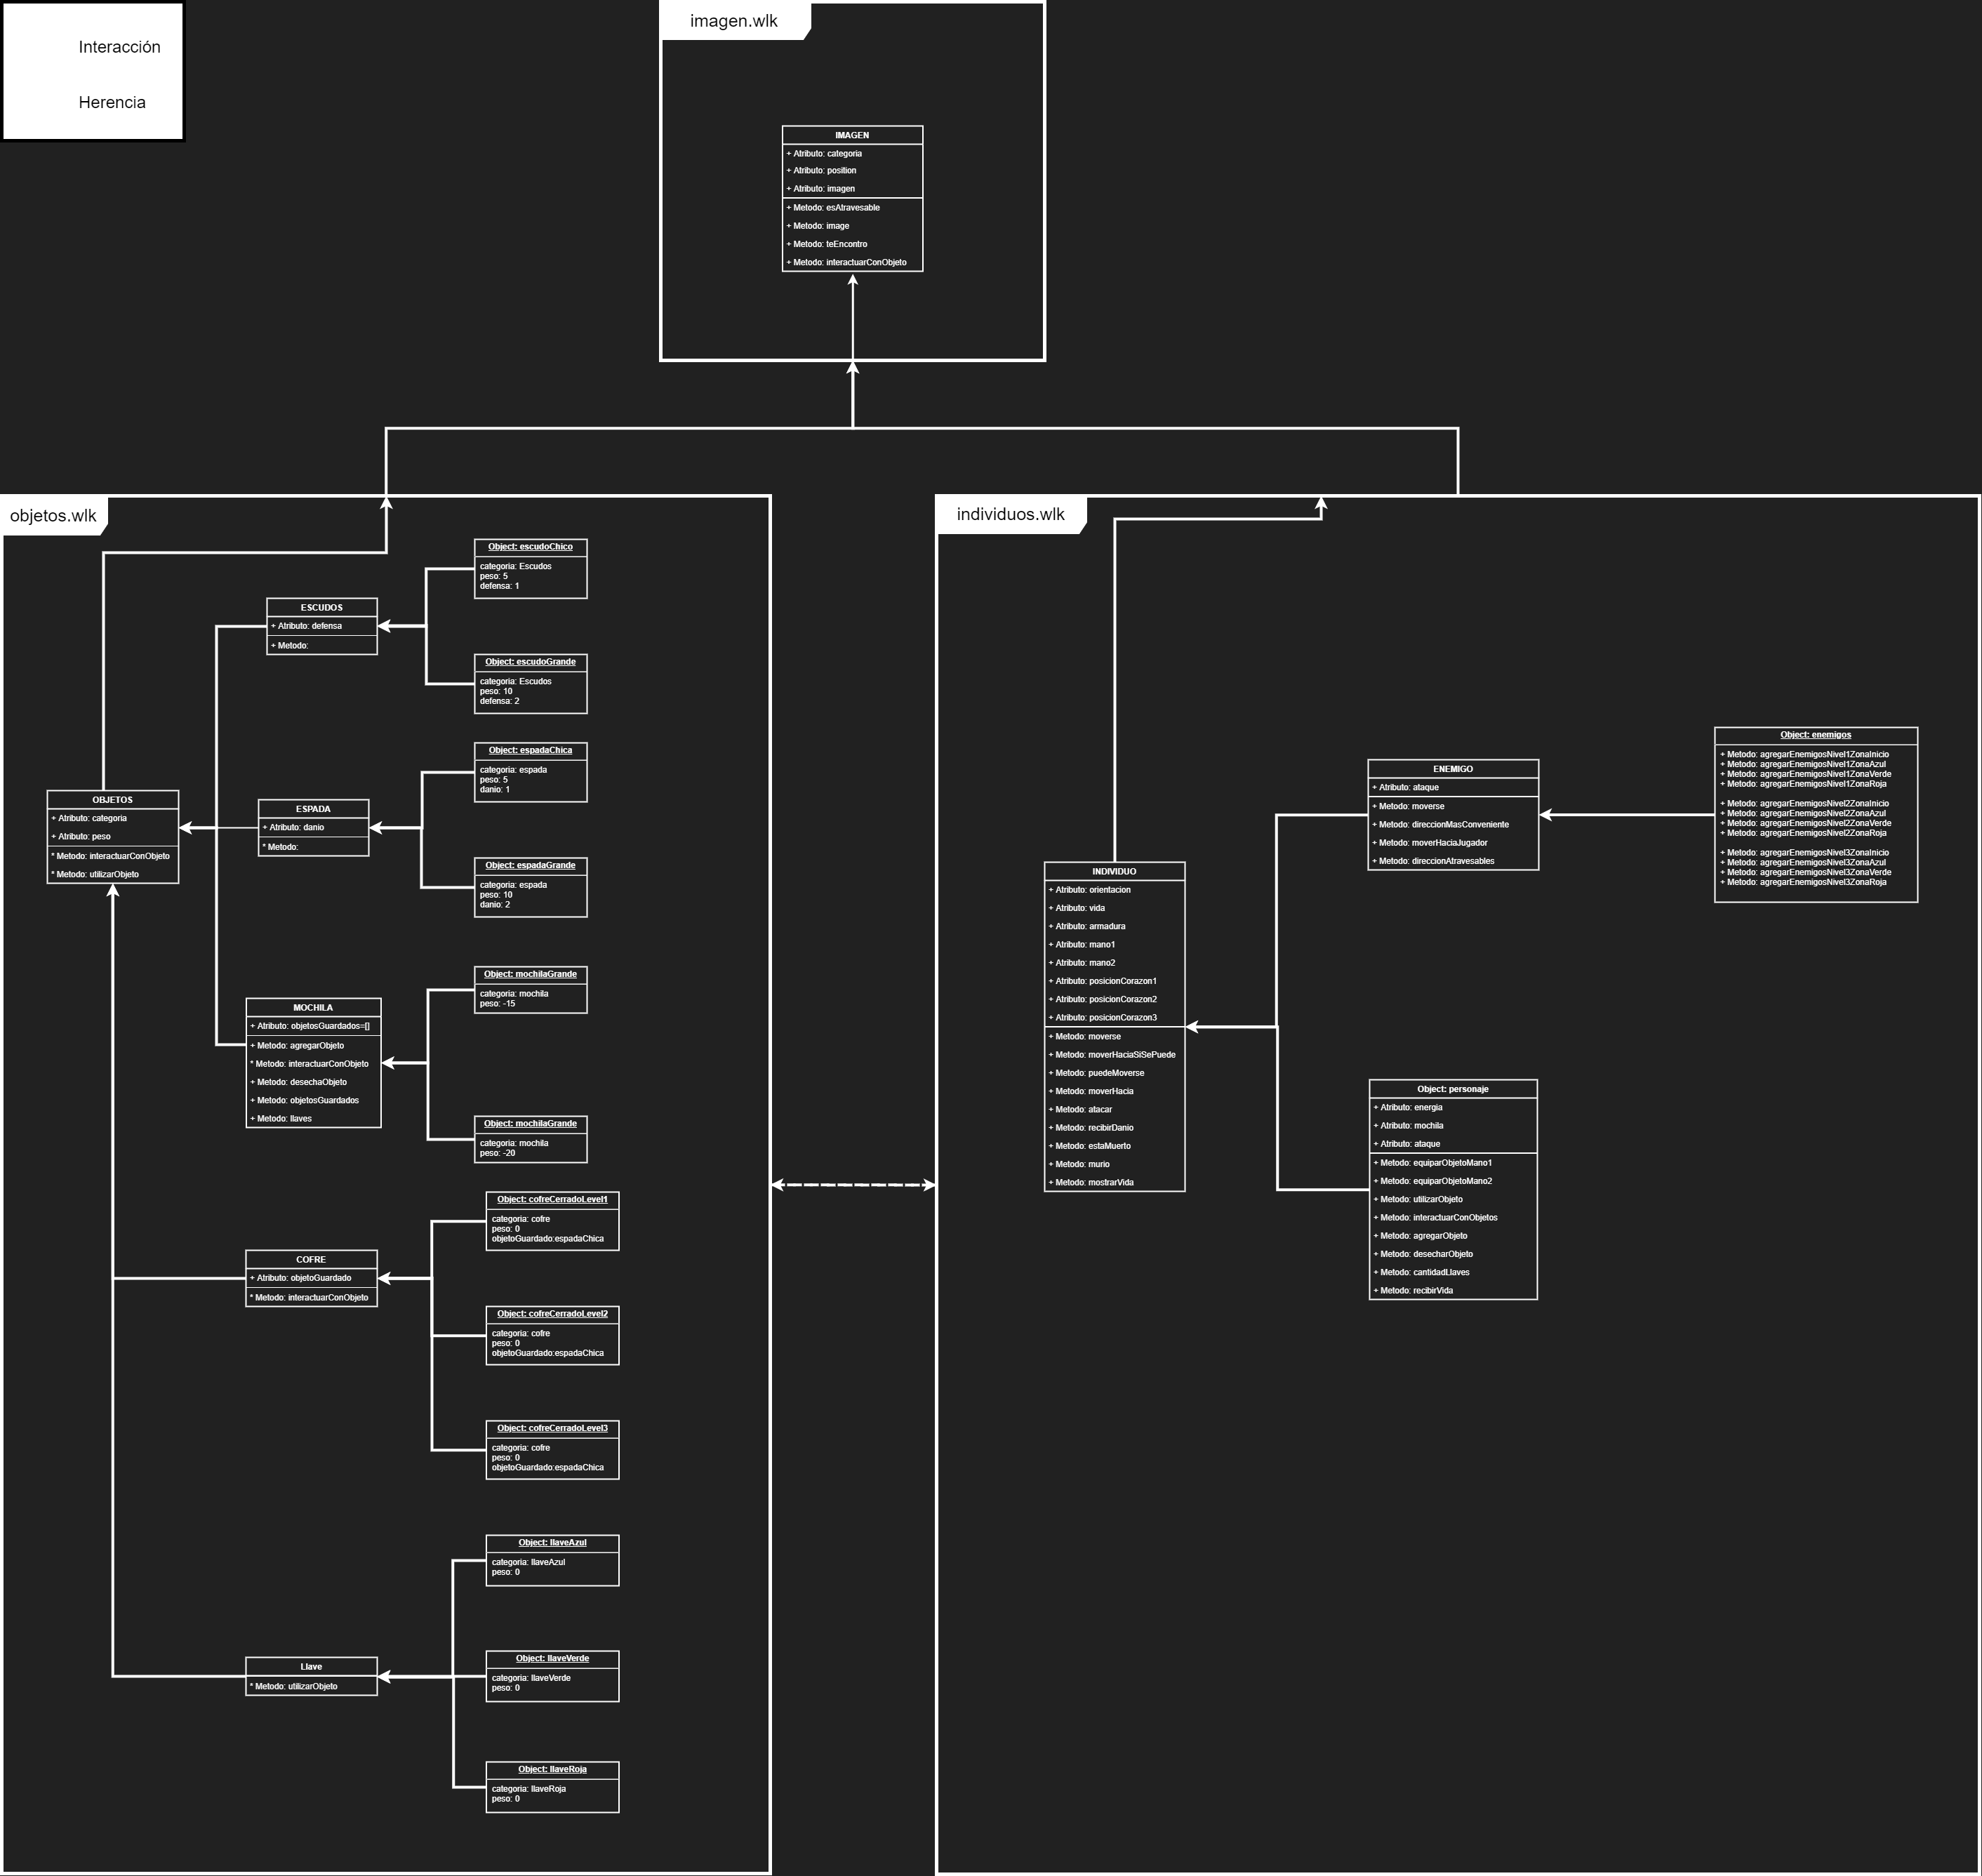 Interacción
Herencia
imagen.wlk
IMAGEN
+ Atributo: categoria
+ Atributo: position
+ Atributo: imagen
+ Metodo: esAtravesable
+ Metodo: image
+ Metodo: teEncontro
+ Metodo: interactuarConObjeto
objetos.wlk
OBJETOS
+ Atributo: categoria
+ Atributo: peso
* Metodo: interactuarConObjeto
* Metodo: utilizarObjeto
ESCUDOS
+ Atributo: defensa
+ Metodo:
Object: escudoChico
categoria: Escudos
peso: 5
defensa: 1
Object: escudoGrande
categoria: Escudos
peso: 10
defensa: 2
ESPADA
+ Atributo: danio
* Metodo:
Object: espadaChica
categoria: espada
peso: 5
danio: 1
Object: espadaGrande
categoria: espada
peso: 10
danio: 2
MOCHILA
+ Atributo: objetosGuardados=[]
+ Metodo: agregarObjeto
* Metodo: interactuarConObjeto
+ Metodo: desechaObjeto
+ Metodo: objetosGuardados
+ Metodo: llaves
Object: mochilaGrande
categoria: mochila
peso: -15
Object: mochilaGrande
categoria: mochila
peso: -20
COFRE
+ Atributo: objetoGuardado
* Metodo: interactuarConObjeto
Object: cofreCerradoLevel1
categoria: cofre
peso: 0
objetoGuardado:espadaChica
Object: cofreCerradoLevel2
categoria: cofre
peso: 0
objetoGuardado:espadaChica
Object: cofreCerradoLevel3
categoria: cofre
peso: 0
objetoGuardado:espadaChica
Llave
* Metodo: utilizarObjeto
Object: llaveAzul
categoria: llaveAzul
peso: 0
Object: llaveVerde
categoria: llaveVerde
peso: 0
Object: llaveRoja
categoria: llaveRoja
peso: 0
individuos.wlk
INDIVIDUO
+ Atributo: orientacion
+ Atributo: vida
+ Atributo: armadura
+ Atributo: mano1
+ Atributo: mano2
+ Atributo: posicionCorazon1
+ Atributo: posicionCorazon2
+ Atributo: posicionCorazon3
+ Metodo: moverse
+ Metodo: moverHaciaSiSePuede
+ Metodo: puedeMoverse
+ Metodo: moverHacia
+ Metodo: atacar
+ Metodo: recibirDanio
+ Metodo: estaMuerto
+ Metodo: murio
+ Metodo: mostrarVida
ENEMIGO
+ Atributo: ataque
+ Metodo: moverse
+ Metodo: direccionMasConveniente
+ Metodo: moverHaciaJugador
+ Metodo: direccionAtravesables
Object: enemigos
+ Metodo: agregarEnemigosNivel1ZonaInicio
+ Metodo: agregarEnemigosNivel1ZonaAzul
+ Metodo: agregarEnemigosNivel1ZonaVerde
+ Metodo: agregarEnemigosNivel1ZonaRoja
+ Metodo: agregarEnemigosNivel2ZonaInicio
+ Metodo: agregarEnemigosNivel2ZonaAzul
+ Metodo: agregarEnemigosNivel2ZonaVerde
+ Metodo: agregarEnemigosNivel2ZonaRoja
+ Metodo: agregarEnemigosNivel3ZonaInicio
+ Metodo: agregarEnemigosNivel3ZonaAzul
+ Metodo: agregarEnemigosNivel3ZonaVerde
+ Metodo: agregarEnemigosNivel3ZonaRoja
Object: personaje
+ Atributo: energia
+ Atributo: mochila
+ Atributo: ataque
+ Metodo: equiparObjetoMano1
+ Metodo: equiparObjetoMano2
+ Metodo: utilizarObjeto
+ Metodo: interactuarConObjetos
+ Metodo: agregarObjeto
+ Metodo: desecharObjeto
+ Metodo: cantidadLlaves
+ Metodo: recibirVida